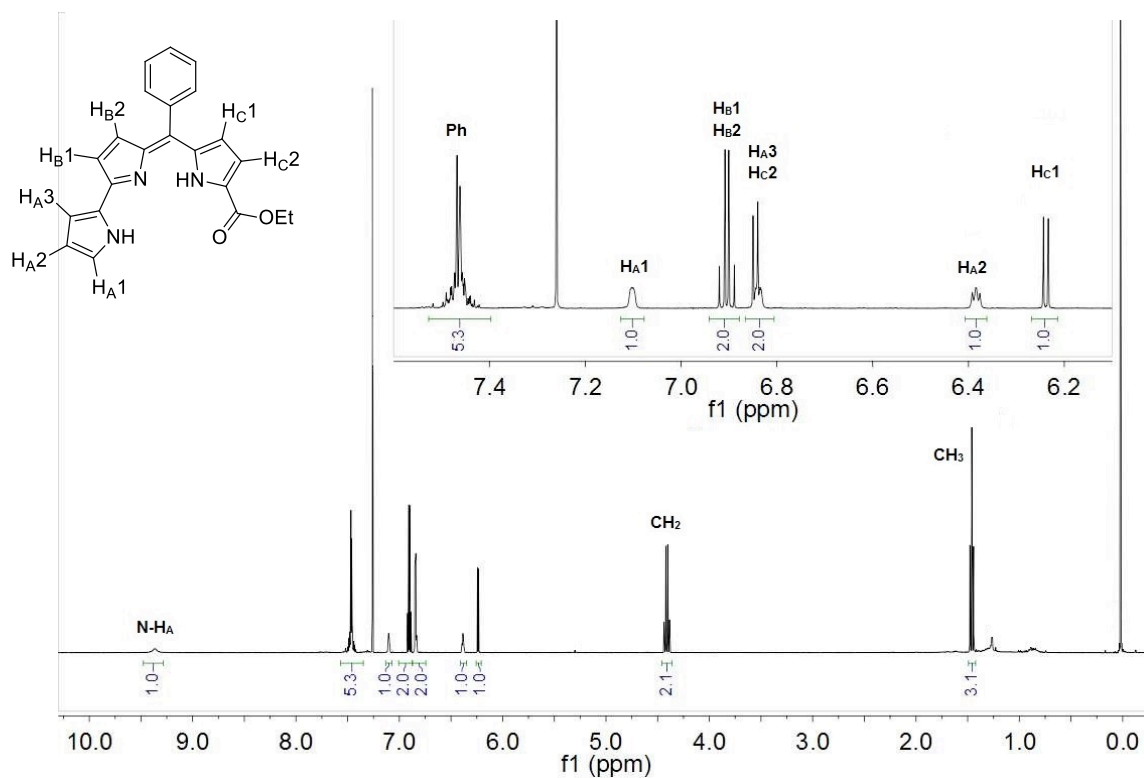 HB2
HC1
HB1
HC2
N
HN
HA3
OEt
NH
O
HA2
HA1
Ph
HA1
HB1
HB2
HA3
HC2
HA2
HC1
5.3
1.0
2.0
2.0
1.0
1.0
7.4 7.2 7.0 6.8 6.6 6.4 6.2
f1 (ppm)
N-HA
CH2
CH3
1.0
5.3
1.0
2.0
2.0
1.0
1.0
2.1
3.1
10.0 9.0 8.0 7.0 6.0 5.0 4.0 3.0 2.0 1.0 0.0
f1 (ppm)